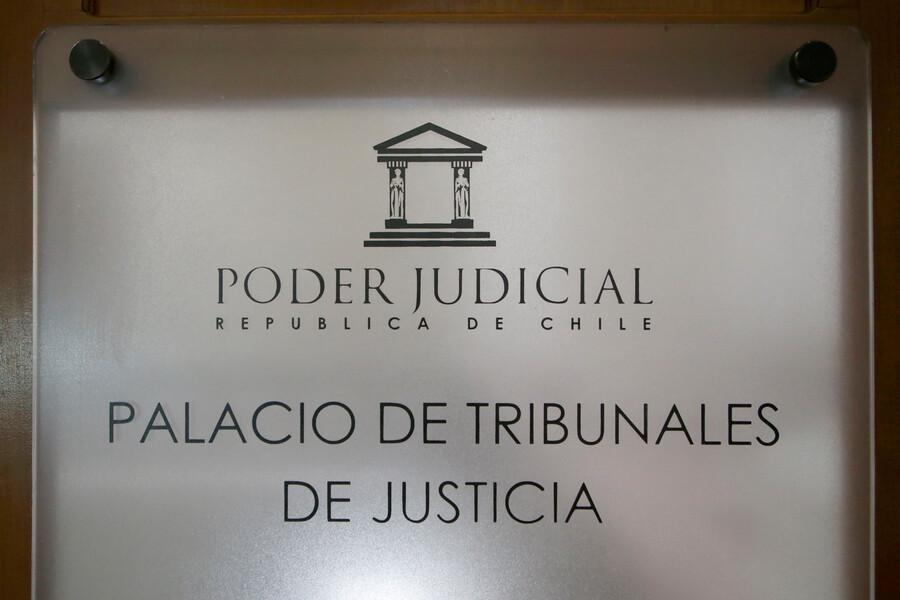 PODER JUDICIAL
REPUBLICA DE CHILE
PALACIO DE TRIBUNALES
DE JUSTICIA